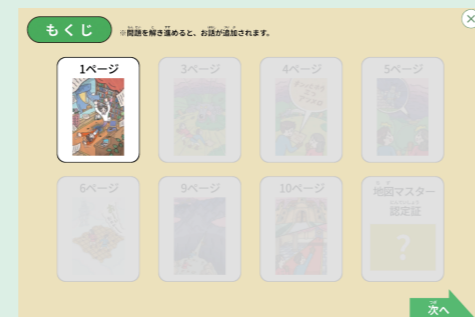 もくじ
※問題を解き進めると、お話が追加されます。
1ページ
3ページ
4ページ
5ページ
6ページ
9ページ
10ページ
地図マスター
認定証
?
次へ